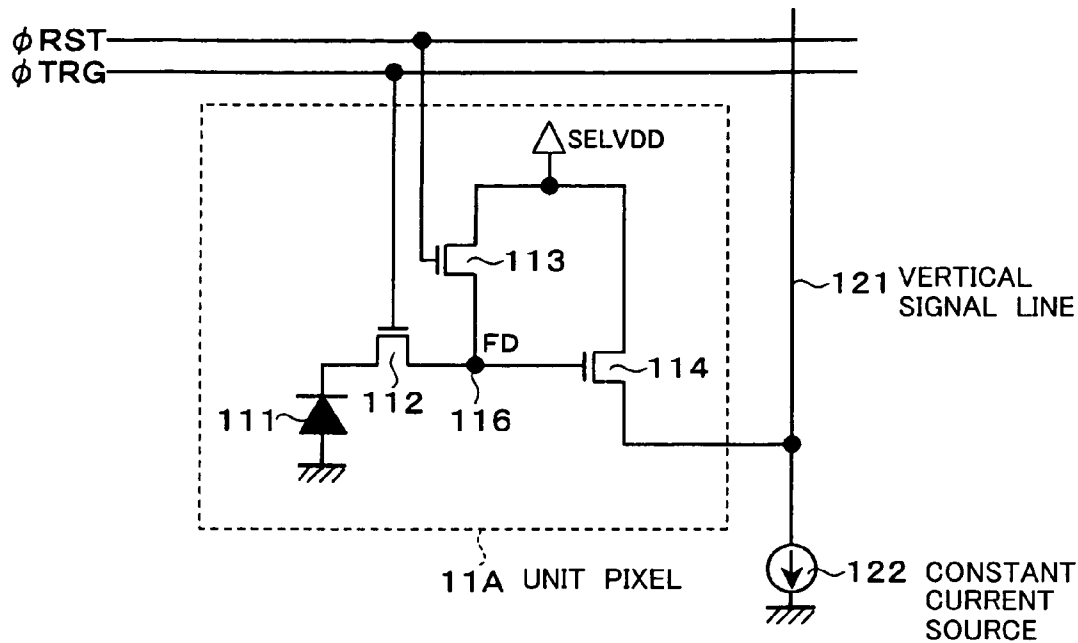 φRST
φTRG
SELVDD
113
121 VERTICAL
SIGNAL LINE
FD
114
112
111
116
11A UNIT PIXEL
122 CONSTANT
CURRENT
SOURCE